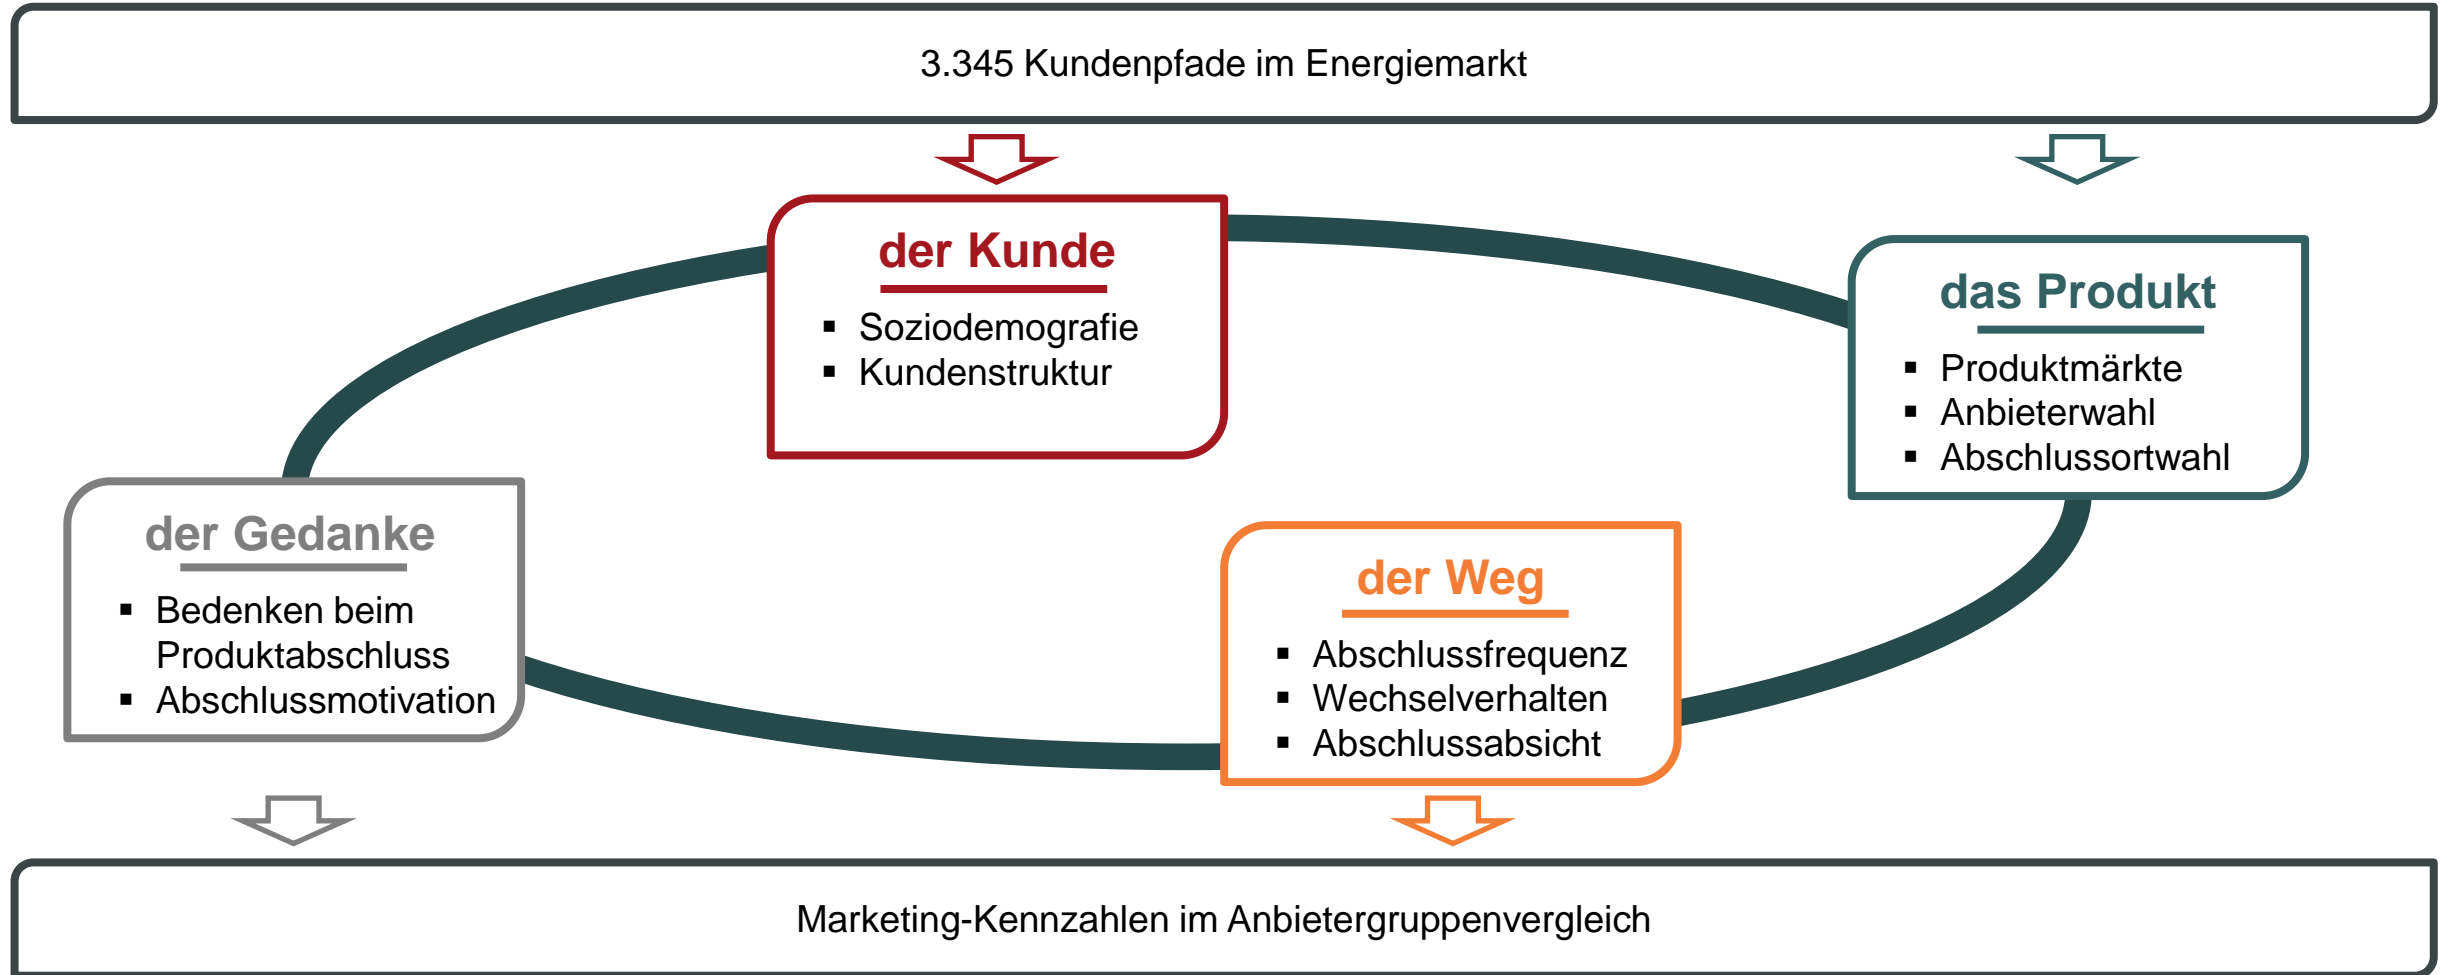 3.345 Kundenpfade im Energiemarkt
der Kunde
▪ Soziodemografie
▪ Kundenstruktur
das Produkt
▪ Produktmärkte
▪ Anbieterwahl
▪ Abschlussortwahl
der Gedanke
▪ Bedenken beim
Produktabschluss
▪ Abschlussmotivation
der Weg
▪ Abschlussfrequenz
▪ Wechselverhalten
▪ Abschlussabsicht
Marketing-Kennzahlen im Anbietergruppenvergleich